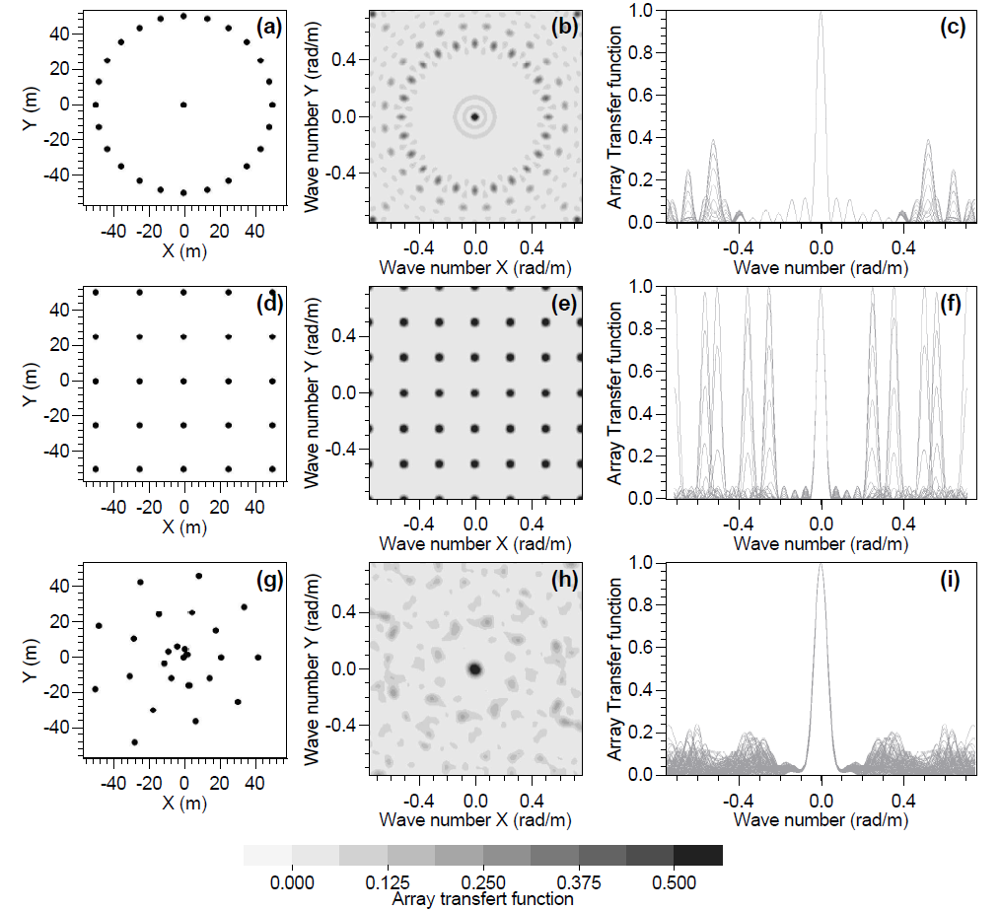 (a)
40
20
0
-20
-40
Y (m)
-40 -20 0 20 40
X (m)
(b)
0.4
0.0
-0.4
Wave number Y (rad/m)
-0.4 0.0 0.4
Wave number X (rad/m)
(c)
1.0
0.8
0.6
0.4
0.2
0.0
Array Transfer function
-0.4 0.4
Wave number (rad/m)
(d)
40
20
0
-20
-40
Y (m)
-40 -20 0 20 40
X (m)
(e)
0.4
0.0
-0.4
Wave number Y (rad/m)
-0.4 0.0 0.4
Wave number X (rad/m)
(f)
1.0
0.8
0.6
0.4
0.2
0.0
Array Transfer function
-0.4 0.4
Wave number (rad/m)
(g)
40
20
0
-20
-40
Y (m)
-40 -20 0 20 40
X (m)
(h)
0.4
0.0
-0.4
Wave number Y (rad/m)
-0.4 0.0 0.4
Wave number X (rad/m)
(i)
1.0
0.8
0.6
0.4
0.2
0.0
Array Transfer function
-0.4 0.4
Wave number (rad/m)
0.000 0.125 0.250 0.375 0.500
Array transfert function